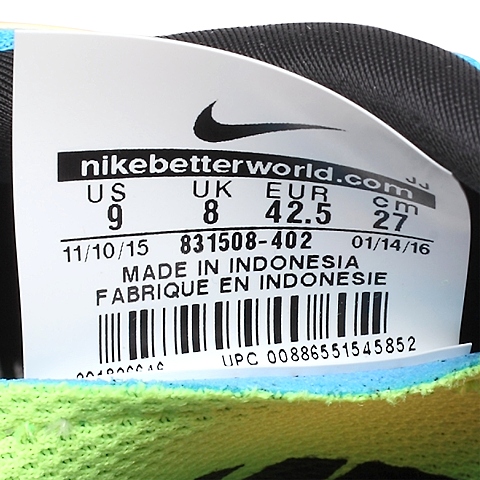 nikebetterworld.com
US UK EUR cm
9 8 42.5 27
11/10/15 831508-402 01/14/16
MADE IN INDONESIA
FABRIQUE EN INDONESIE
UPC 00886551545852